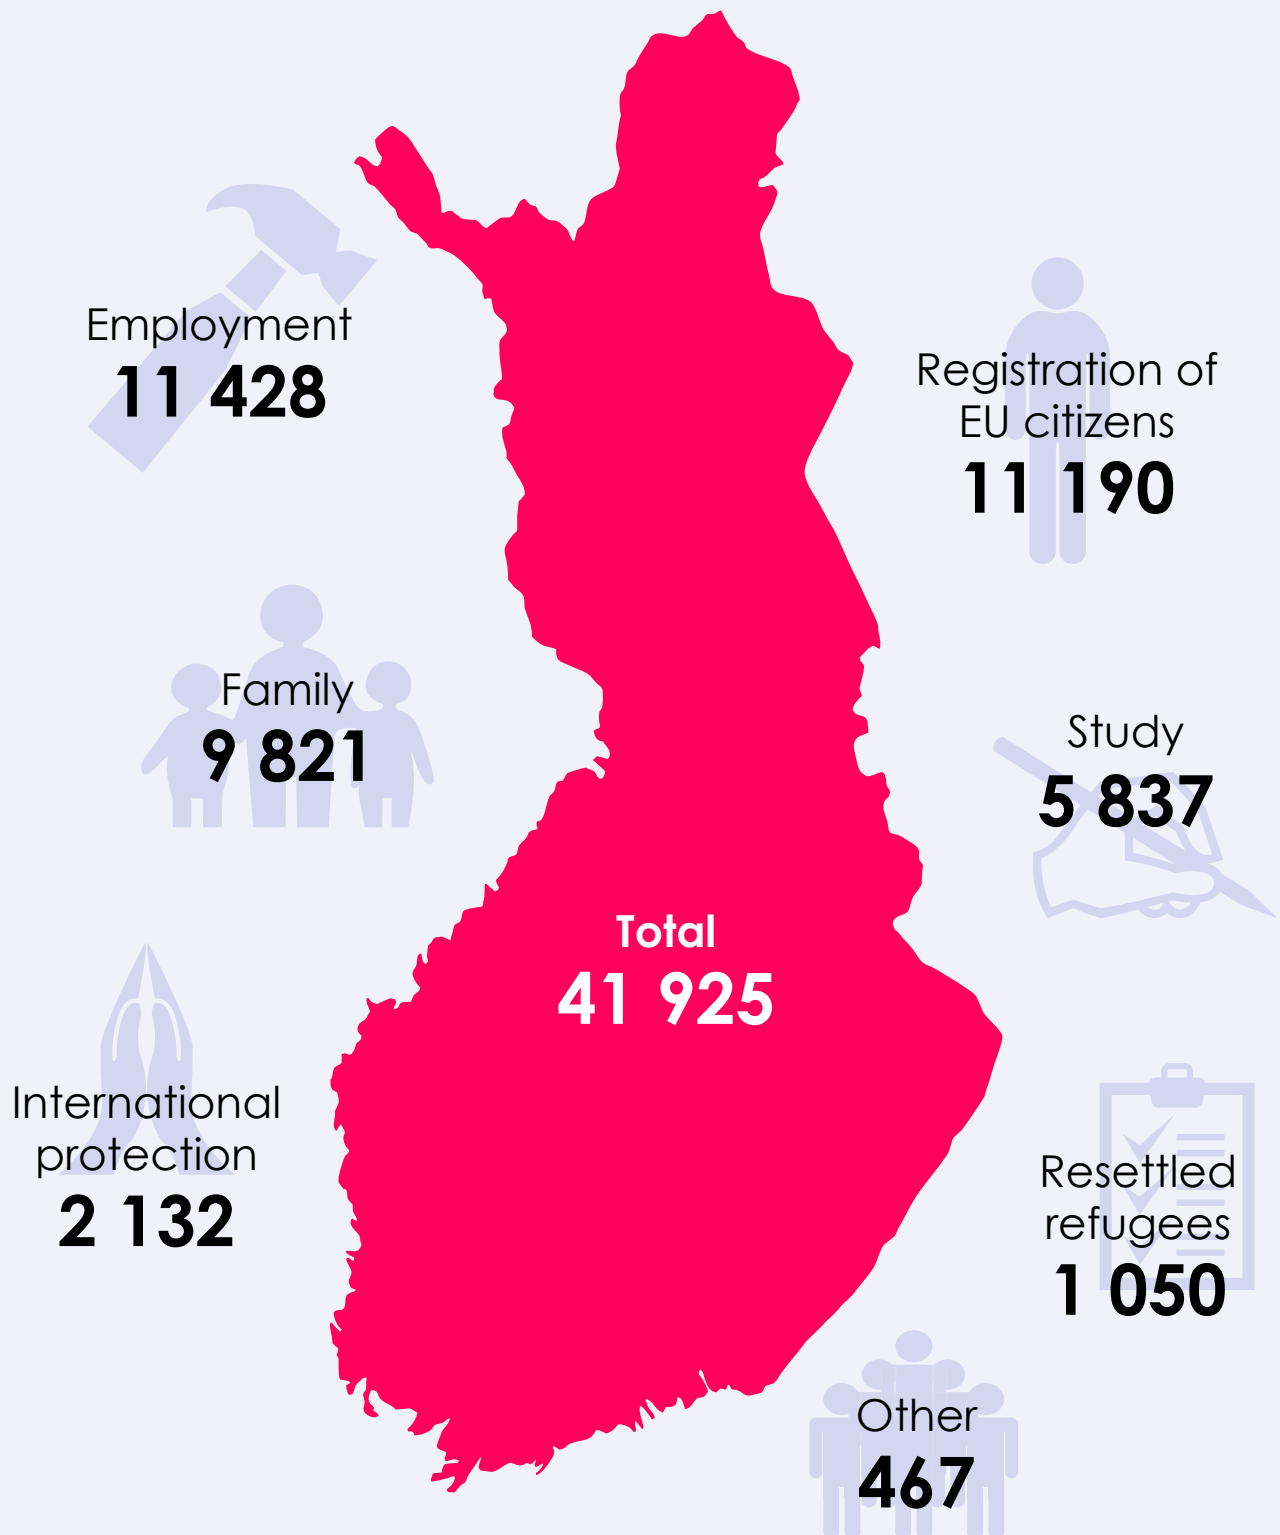 Employment
11 428
Registration of
EU citizens
11 190
Family
9 821
Study
5 837
Total
41 925
International
protection
2 132
Resettled
refugees
1 050
Other
467